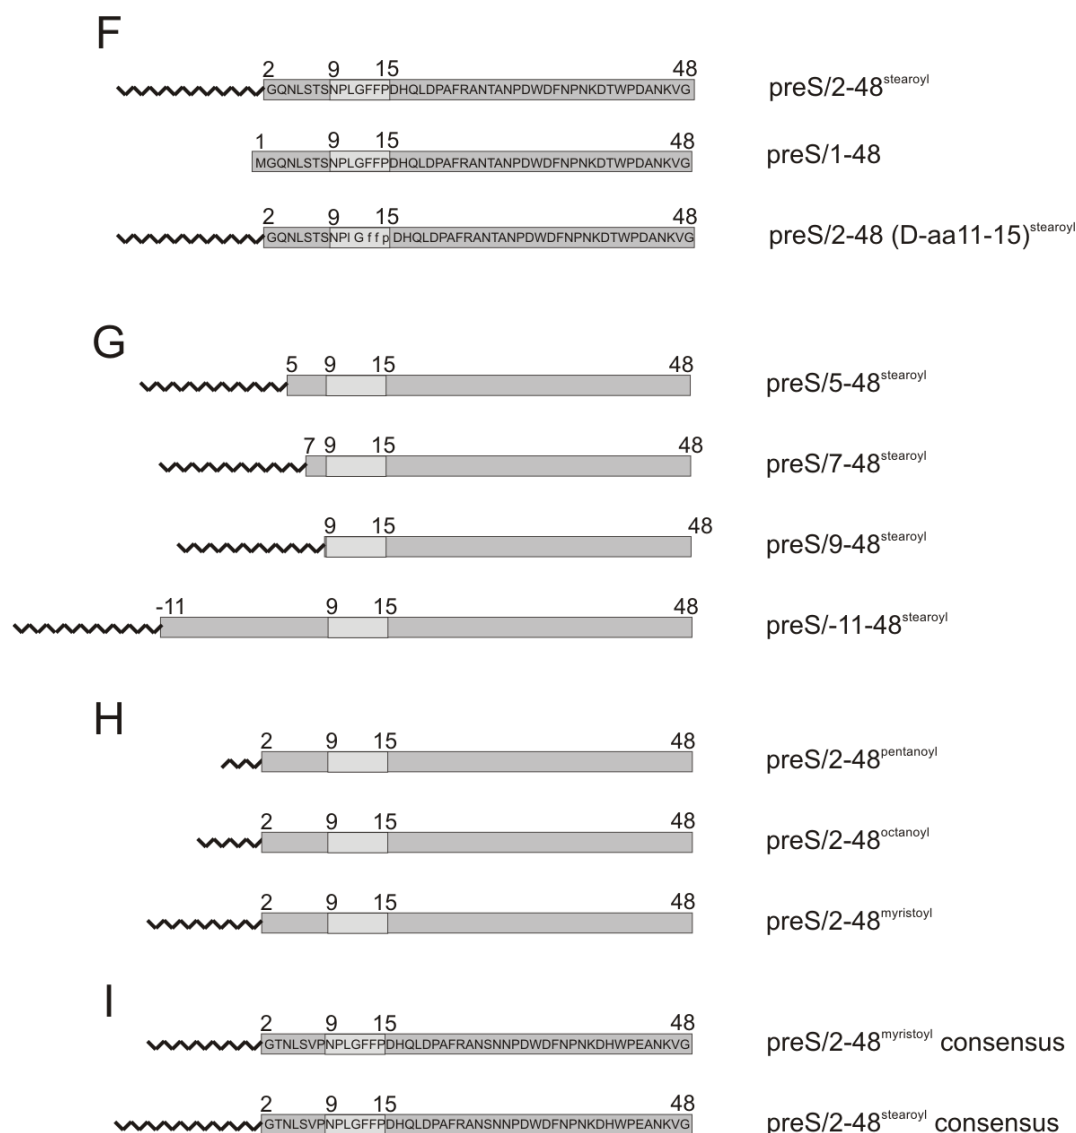 F
2 9 15 48
GQNLSTSNPLGFFPDHQLDPAFRANTANPDWDFNPNKDTWPDANKVG preS/2-48stearoyl
1 9 15 48
MGQNLSTSNPLGFFPDHQLDPAFRANTANPDWDFNPNKDTWPDANKVG preS/1-48
2 9 15 48
GQNLSTSNPl G f f p DHQLDPAFRANTANPDWDFNPNKDTWPDANKVG preS/2-48 (D-aa11-15)stearoyl
G
5 9 15 48
preS/5-48stearoyl
7 9 15 48
preS/7-48stearoyl
9 15 48
preS/9-48stearoyl
-11 9 15 48
preS/-11-48stearoyl
H
2 9 15 48
preS/2-48pentanoyl
2 9 15 48
preS/2-48octanoyl
2 9 15 48
preS/2-48myristoyl
I
2 9 15 48
GTNLSVPNPLGFFPDHQLDPAFRANSNNPDWDFNPNKDHWPEANKVG preS/2-48myristoyl consensus
2 9 15 48
GTNLSVPNPLGFFPDHQLDPAFRANSNNPDWDFNPNKDHWPEANKVG preS/2-48stearoyl consensus